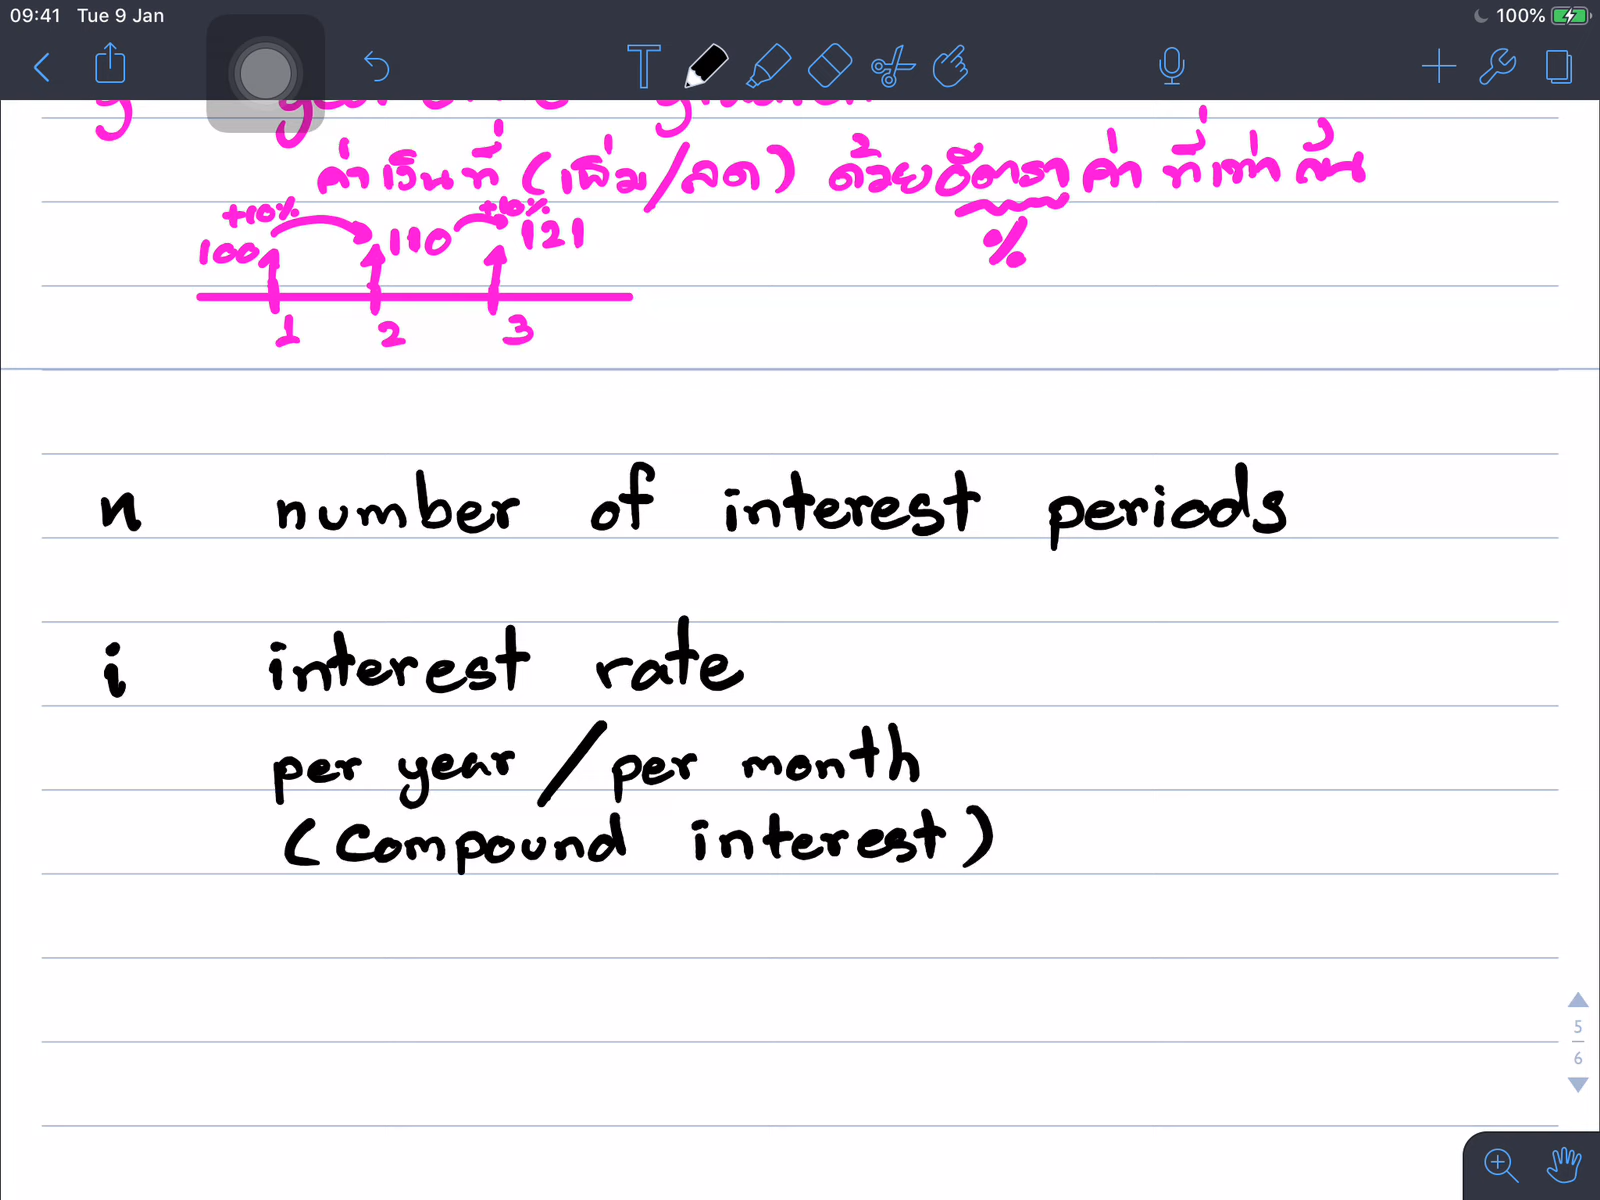 09:41 Tue 9 Jan
100%
g
ค่าเงินที่ (เพิ่ม/ลด) ด้วยอัตราค่า ที่เท่ากัน
+10% +10%
100 110 121 %
1 2 3
n number of interest periods
i interest rate
per year / per month
(Compound interest)
5
6